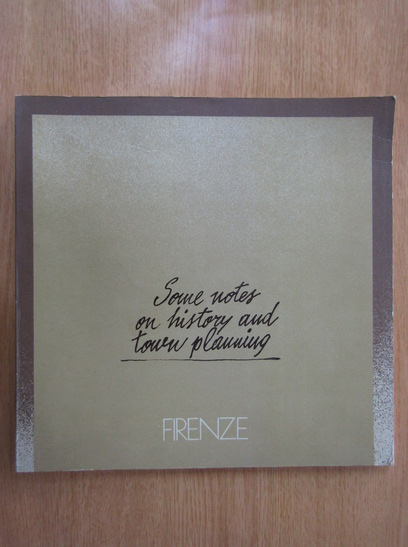 Some notes
on history and
town planning
FIRENZE